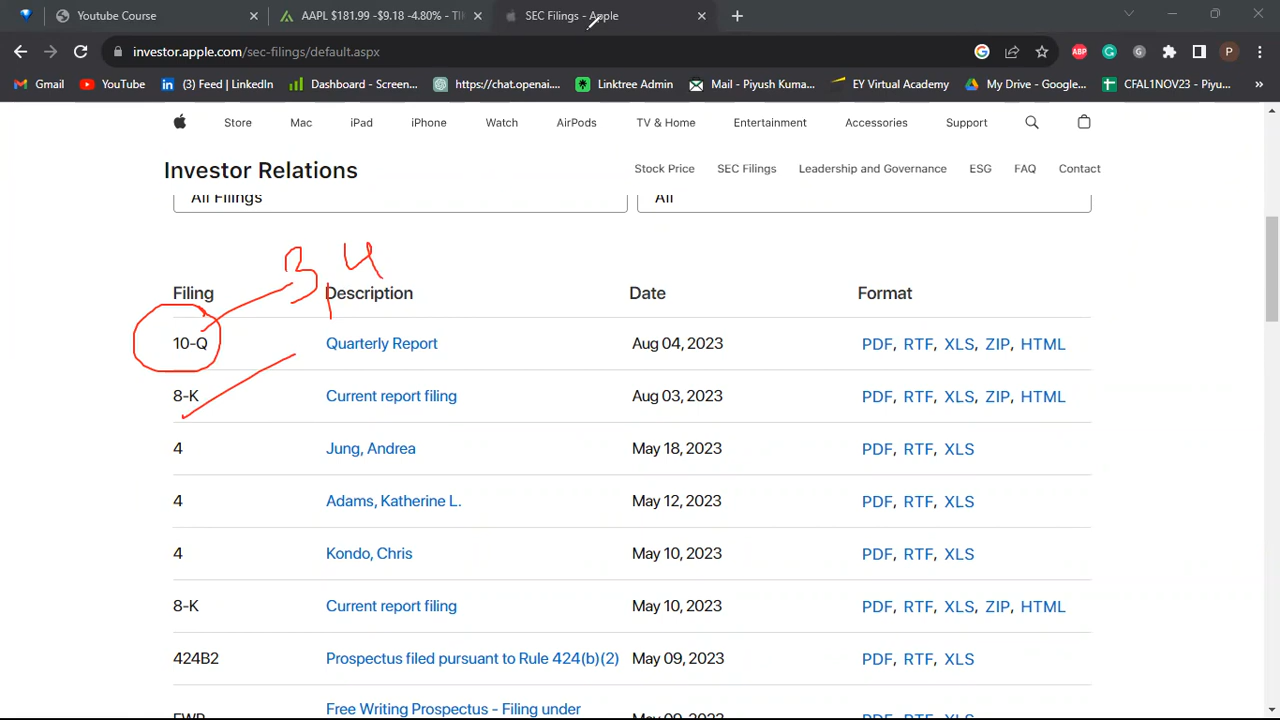 Youtube Course
AAPL $181.99 -$9.18 -4.80% - TI
SEC Filings - Apple
investor.apple.com/sec-filings/default.aspx
ABP
G
P
Gmail
YouTube
(3) Feed | LinkedIn
Dashboard - Screen...
https://chat.openai....
Linktree Admin
Mail - Piyush Kuma...
EY Virtual Academy
My Drive - Google...
CFAL1NOV23 - Piyu...
Store
Mac
iPad
iPhone
Watch
AirPods
TV & Home
Entertainment
Accessories
Support
Investor Relations
Stock Price
SEC Filings
Leadership and Governance
ESG
FAQ
Contact
All Filings
All
3, 4
Filing Description Date Format
10-Q Quarterly Report Aug 04, 2023 PDF, RTF, XLS, ZIP, HTML
8-K Current report filing Aug 03, 2023 PDF, RTF, XLS, ZIP, HTML
4 Jung, Andrea May 18, 2023 PDF, RTF, XLS
4 Adams, Katherine L. May 12, 2023 PDF, RTF, XLS
4 Kondo, Chris May 10, 2023 PDF, RTF, XLS
8-K Current report filing May 10, 2023 PDF, RTF, XLS, ZIP, HTML
424B2 Prospectus filed pursuant to Rule 424(b)(2) May 09, 2023 PDF, RTF, XLS
FWP Free Writing Prospectus - Filing under May 09, 2023 PDF, RTF, XLS